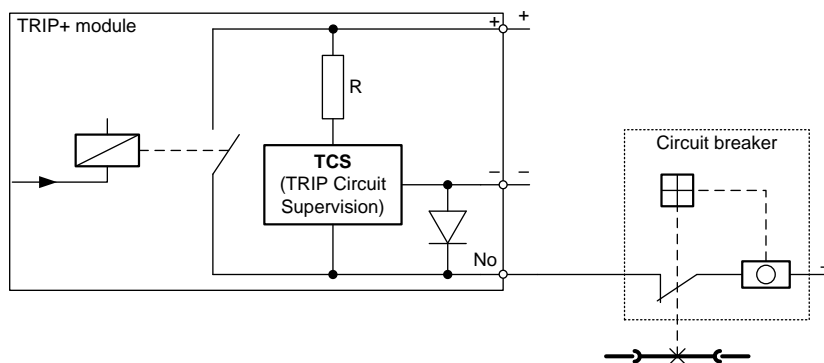 TRIP+ module
+ +
R
TCS
(TRIP Circuit
Supervision)
– –
No
Circuit breaker
–